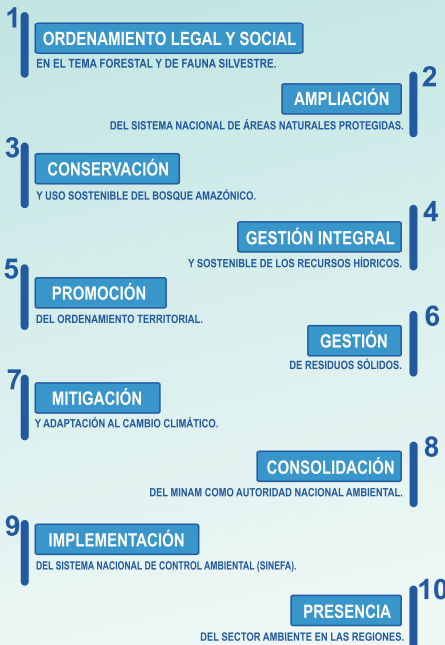 1
ORDENAMIENTO LEGAL Y SOCIAL
EN EL TEMA FORESTAL Y DE FAUNA SILVESTRE.
2
AMPLIACIÓN
DEL SISTEMA NACIONAL DE ÁREAS NATURALES PROTEGIDAS.
3
CONSERVACIÓN
Y USO SOSTENIBLE DEL BOSQUE AMAZÓNICO.
4
GESTIÓN INTEGRAL
Y SOSTENIBLE DE LOS RECURSOS HÍDRICOS.
5
PROMOCIÓN
DEL ORDENAMIENTO TERRITORIAL.
6
GESTIÓN
DE RESIDUOS SÓLIDOS.
7
MITIGACIÓN
Y ADAPTACIÓN AL CAMBIO CLIMÁTICO.
8
CONSOLIDACIÓN
DEL MINAM COMO AUTORIDAD NACIONAL AMBIENTAL.
9
IMPLEMENTACIÓN
DEL SISTEMA NACIONAL DE CONTROL AMBIENTAL (SINEFA).
10
PRESENCIA
DEL SECTOR AMBIENTE EN LAS REGIONES.